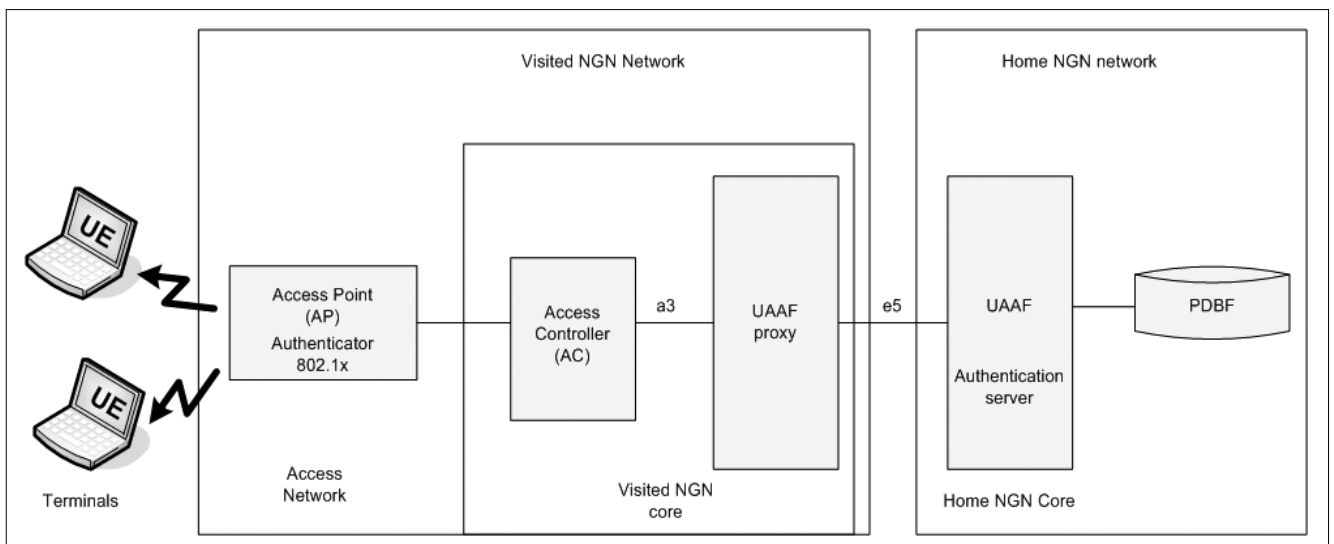 Visited NGN Network
Home NGN network
UE
UE
Terminals
Access Point
(AP)
Authenticator
802.1x
Access
Network
Access
Controller
(AC)
a3
UAAF
proxy
Visited NGN
core
e5
UAAF
Authentication
server
PDBF
Home NGN Core